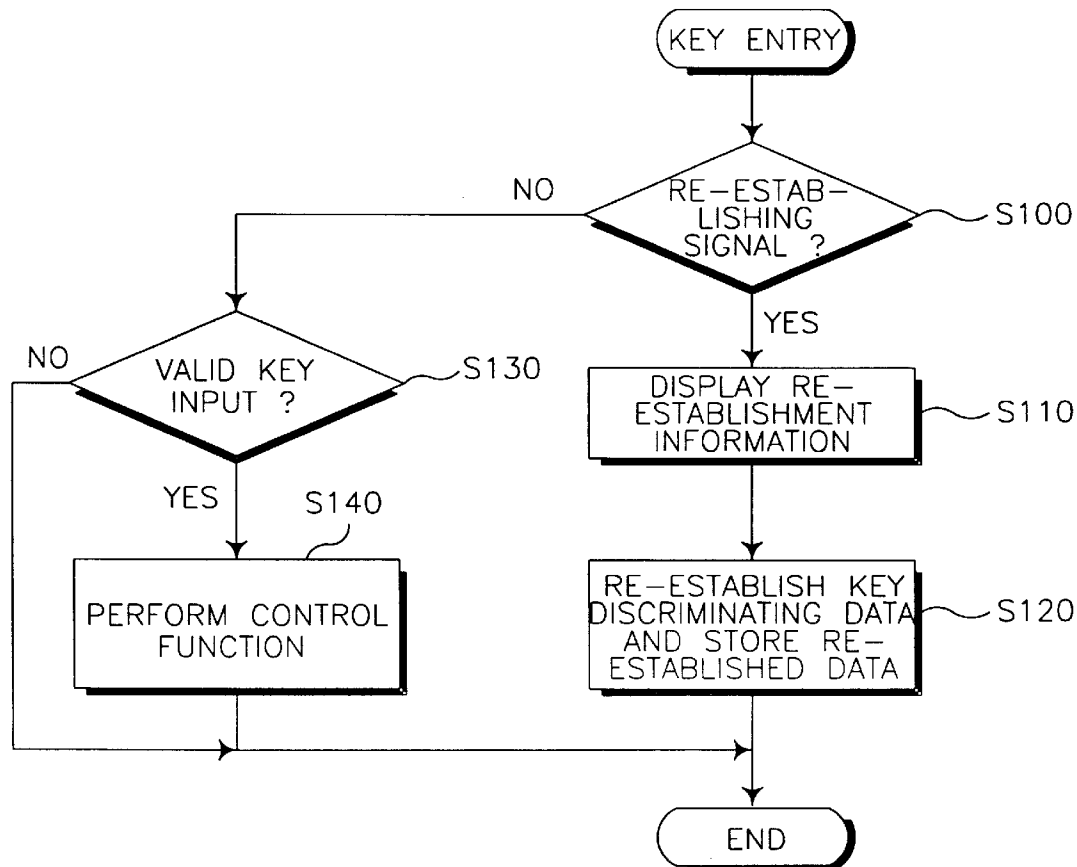 KEY ENTRY
RE-ESTAB-
LISHING
SIGNAL ?
S100
NO
YES
NO
VALID KEY
INPUT ?
S130
DISPLAY RE-
ESTABLISHMENT
INFORMATION
S110
YES
S140
PERFORM CONTROL
FUNCTION
RE-ESTABLISH KEY
DISCRIMINATING DATA
AND STORE RE-
ESTABLISHED DATA
S120
END